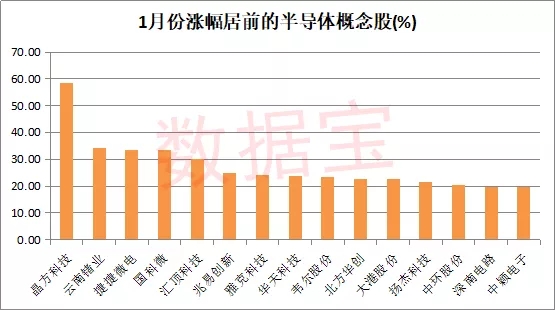 1月份涨幅居前的半导体概念股(%)
70.00
60.00
50.00
40.00
30.00
20.00
10.00
0.00
数据宝
晶方科技
云南锗业
捷捷微电
国科微
汇顶科技
兆易创新
雅克科技
华天科技
韦尔股份
北方华创
大港股份
扬杰科技
中环股份
深南电路
中颖电子